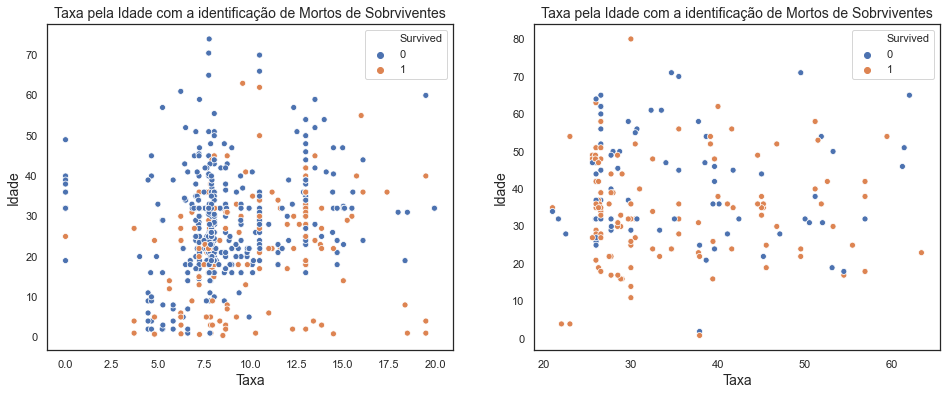 Taxa pela Idade com a identificação de Mortos de Sobrviventes
Survived
0
1
70
60
50
40
30
20
10
0
Idade
0.0 2.5 5.0 7.5 10.0 12.5 15.0 17.5 20.0
Taxa
Taxa pela Idade com a identificação de Mortos de Sobrviventes
Survived
0
1
80
70
60
50
40
30
20
10
0
Idade
20 30 40 50 60
Taxa